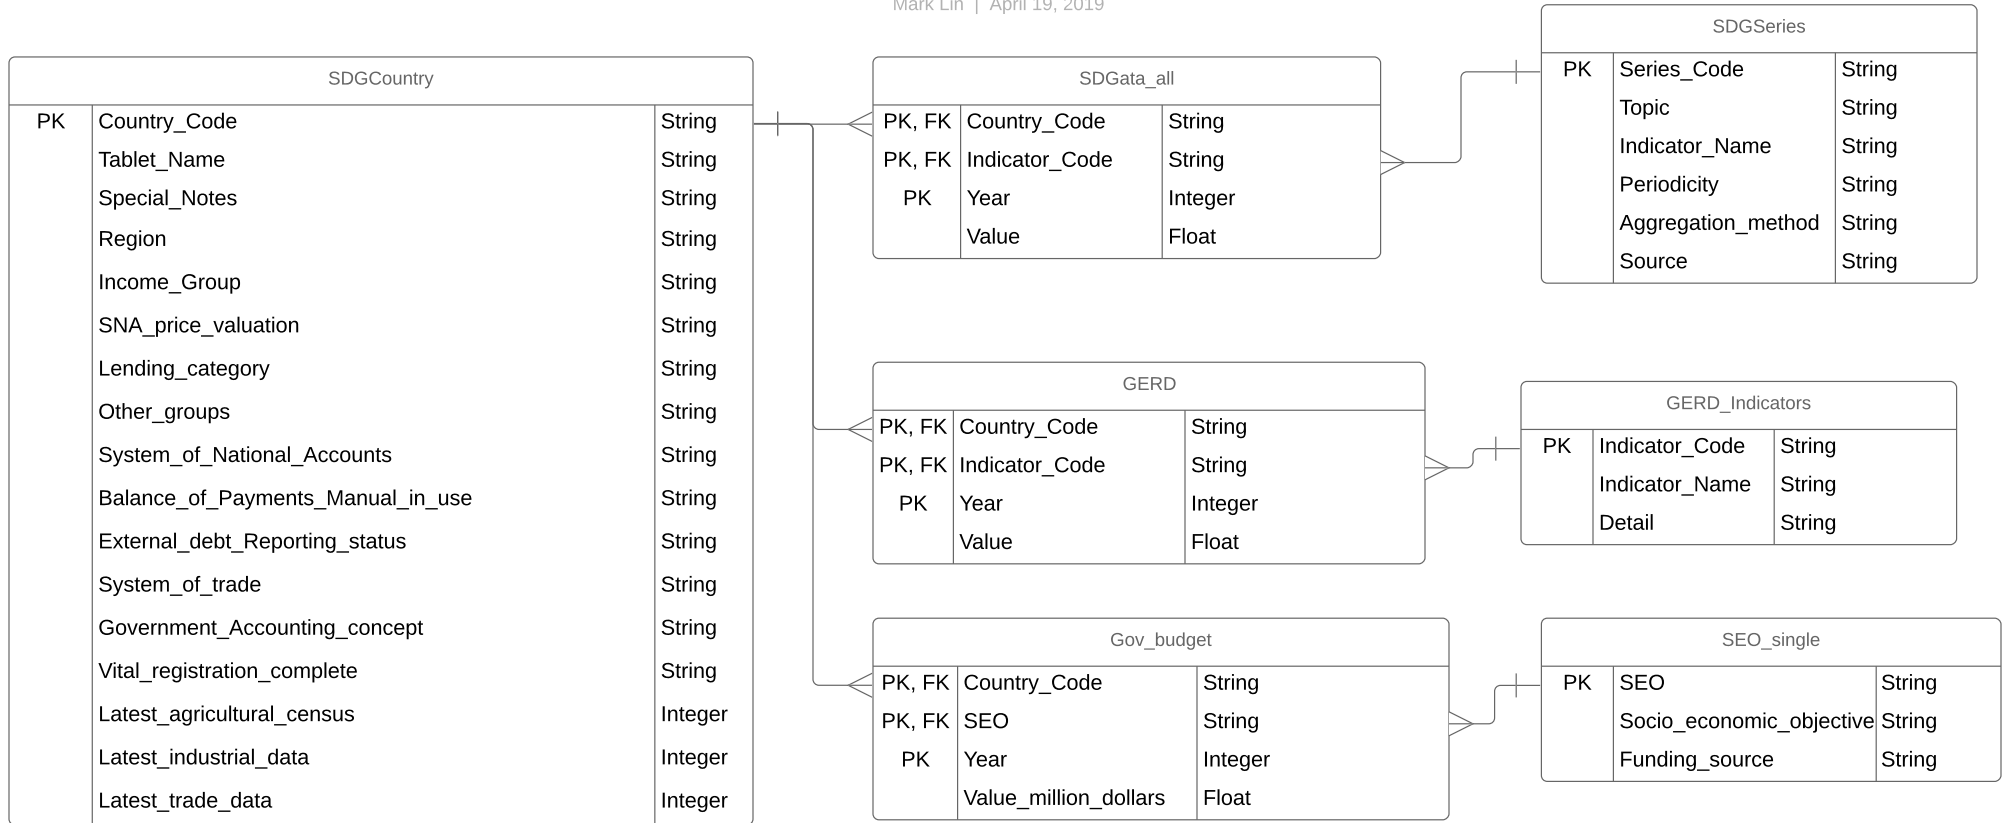 Mark Lin | April 19, 2019
SDGCountry
PK Country_Code String
Tablet_Name String
Special_Notes String
Region String
Income_Group String
SNA_price_valuation String
Lending_category String
Other_groups String
System_of_National_Accounts String
Balance_of_Payments_Manual_in_use String
External_debt_Reporting_status String
System_of_trade String
Government_Accounting_concept String
Vital_registration_complete String
Latest_agricultural_census Integer
Latest_industrial_data Integer
Latest_trade_data Integer
SDGata_all
PK, FK Country_Code String
PK, FK Indicator_Code String
PK Year Integer
Value Float
SDGSeries
PK Series_Code String
Topic String
Indicator_Name String
Periodicity String
Aggregation_method String
Source String
GERD
PK, FK Country_Code String
PK, FK Indicator_Code String
PK Year Integer
Value Float
GERD_Indicators
PK Indicator_Code String
Indicator_Name String
Detail String
Gov_budget
PK, FK Country_Code String
PK, FK SEO String
PK Year Integer
Value_million_dollars Float
SEO_single
PK SEO String
Socio_economic_objective String
Funding_source String